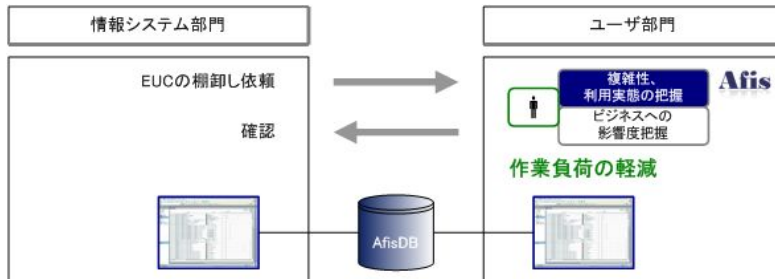 情報システム部門
ユーザ部門
EUCの棚卸し依頼
確認
複雑性、
利用実態の把握
Afis
ビジネスへの
影響度把握
作業負荷の軽減
AfisDB